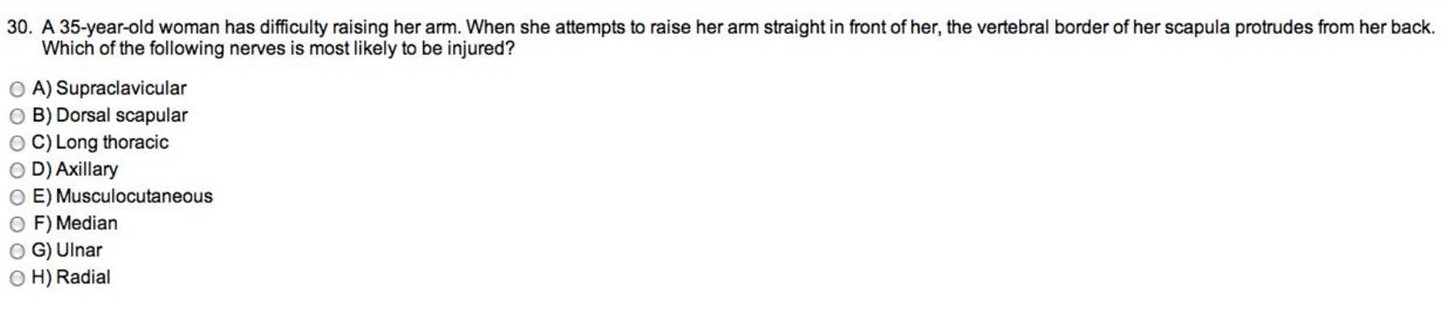 30. A 35-year-old woman has difficulty raising her arm. When she attempts to raise her arm straight in front of her, the vertebral border of her scapula protrudes from her back.
Which of the following nerves is most likely to be injured?
A) Supraclavicular
B) Dorsal scapular
C) Long thoracic
D) Axillary
E) Musculocutaneous
F) Median
G) Ulnar
H) Radial